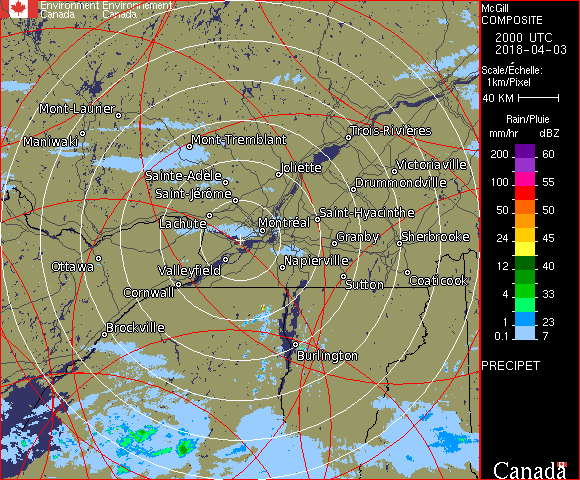 Environment Environnement
Canada Canada
McGill
COMPOSITE
2000 UTC
2018-04-03
Scale/Échelle:
1km/Pixel
40 KM
Rain/Pluie
mm/hr dBZ
200 60
100 55
100 50
50 45
24 40
12 40
4 33
1 23
0.1 7
PRECIPET
Canada
Mont-Laurier
Maniwaki
Mont-Tremblant
Trois-Rivières
Joliette
Victoriaville
Sainte-Adèle
Drummondville
Saint-Jérôme
Lachute
Montréal
Saint-Hyacinthe
Granby
Sherbrooke
Ottawa
Valleyfield
Napierville
Cornwall
Sutton
Coaticook
Brockville
Burlington